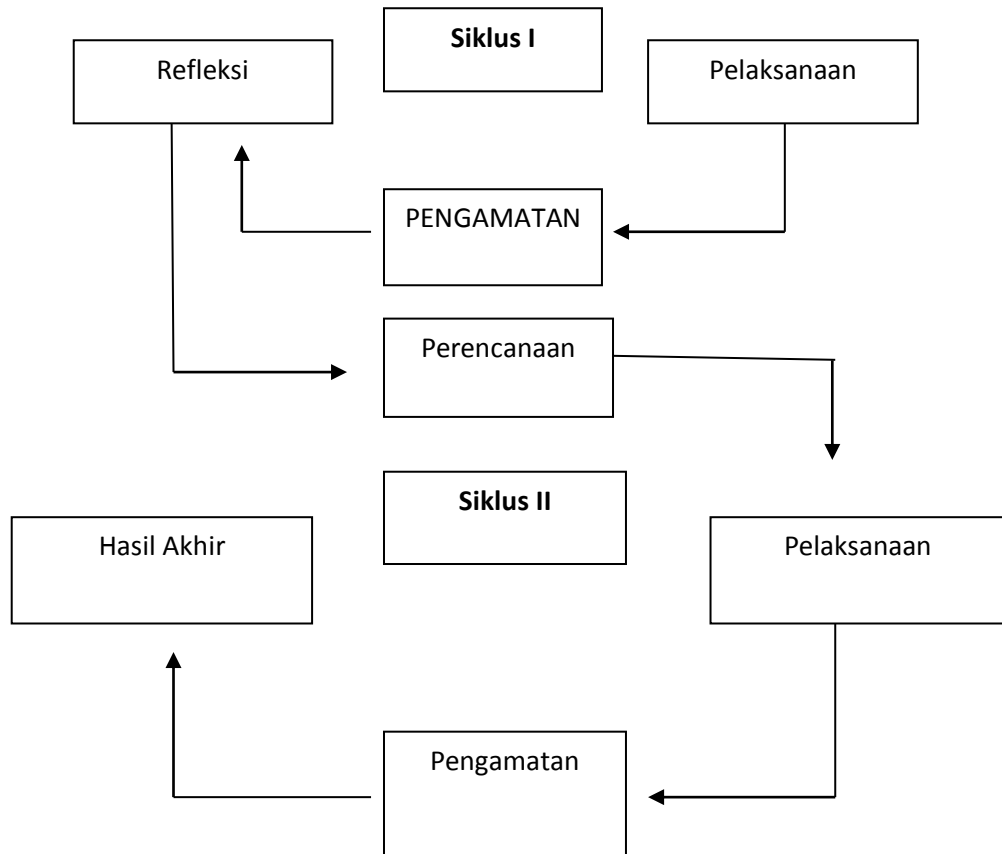 Siklus I
Refleksi
Pelaksanaan
PENGAMATAN
Perencanaan
Siklus II
Hasil Akhir
Pelaksanaan
Pengamatan